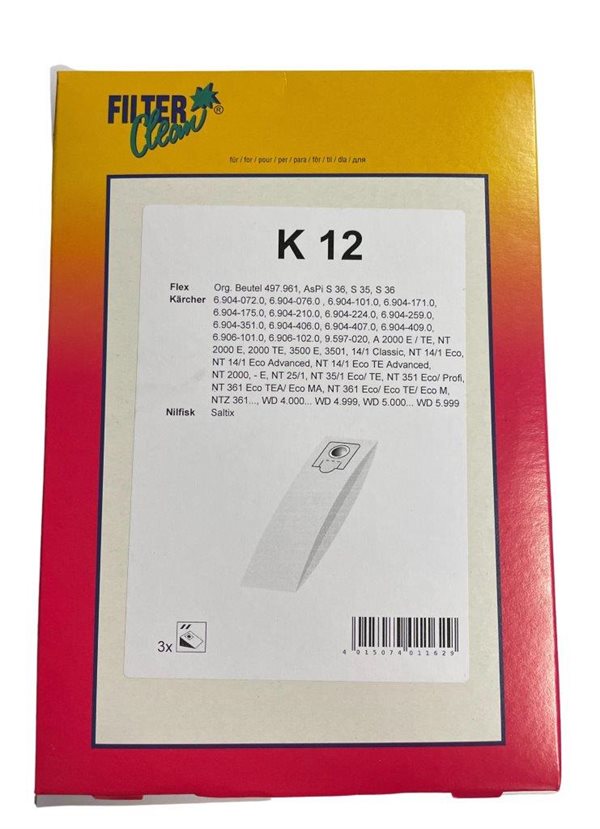 FILTER
Clean®
für / for / pour / per / para / för / til / dla / для
K 12
Flex Org. Beutel 497.961, AsPi S 36, S 35, S 36
Kärcher 6.904-072.0, 6.904-076.0 , 6.904-101.0, 6.904-171.0,
6.904-175.0, 6.904-210.0, 6.904-224.0, 6.904-259.0,
6.904-351.0, 6.904-406.0, 6.904-407.0, 6.904-409.0,
6.906-101.0, 6.906-102.0, 9.597-020, A 2000 E / TE, NT
2000 E, 2000 TE, 3500 E, 3501, 14/1 Classic, NT 14/1 Eco,
NT 14/1 Eco Advanced, NT 14/1 Eco TE Advanced,
NT 2000, - E, NT 25/1, NT 35/1 Eco/ TE, NT 351 Eco/ Profi,
NT 361 Eco TEA/ Eco MA, NT 361 Eco/ Eco TE/ Eco M,
NTZ 361..., WD 4.000... WD 4.999, WD 5.000... WD 5.999
Nilfisk Saltix
3x
4 015074 011629